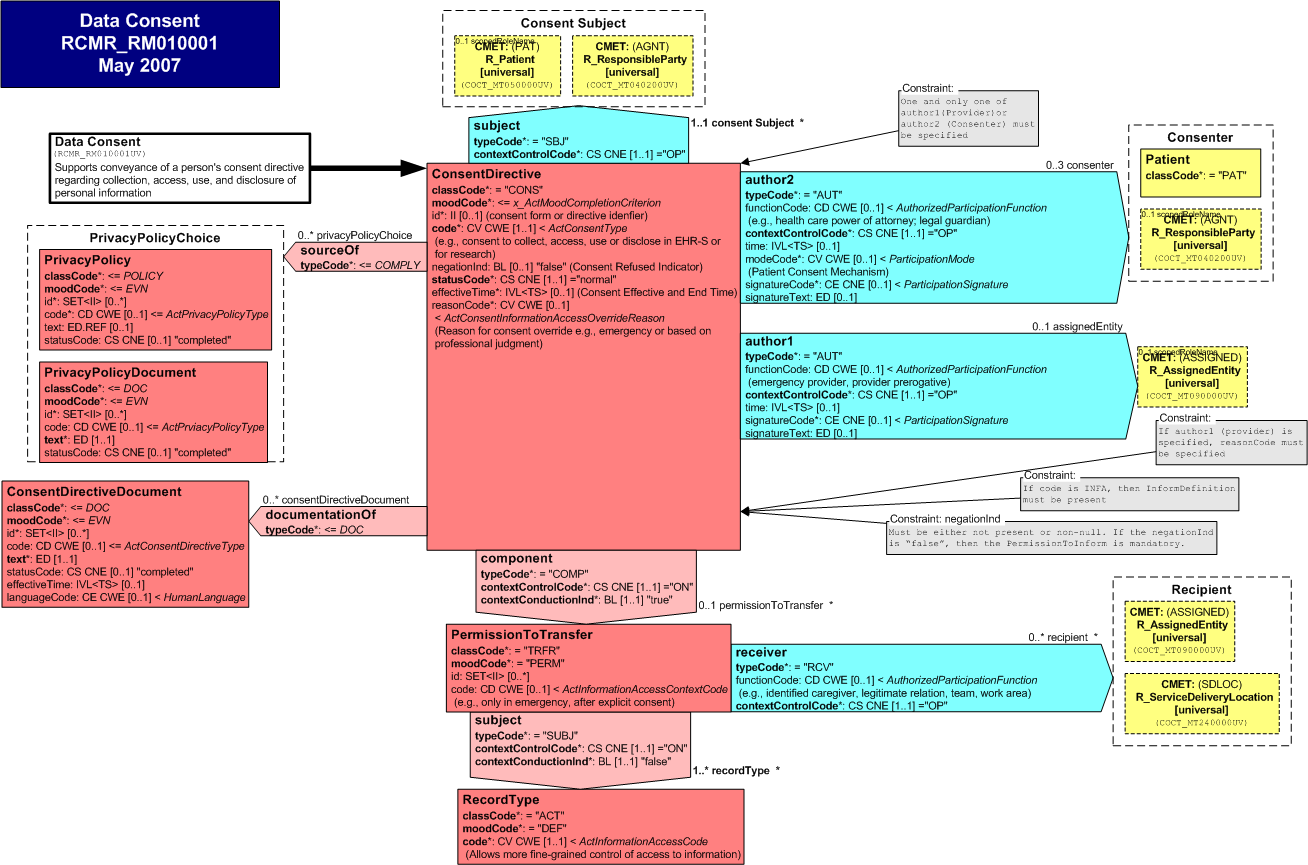 Data Consent
RCMR_RM010001
May 2007
Consent Subject
0..1 scopedRoleName
CMET: (PAT)
R_Patient
[universal]
(COCT_MT050000UV)
CMET: (AGNT)
R_ResponsibleParty
[universal]
(COCT_MT040200UV)
1..1 consent Subject *
subject
typeCode*: = "SBJ"
contextControlCode*: CS CNE [1..1] ="OP"
Constraint:
One and only one of
author1(Provider)or
author2 (Consenter) must
be specified
Data Consent
(RCMR_RM010001UV)
Supports conveyance of a person's consent directive
regarding collection, access, use, and disclosure of
personal information
ConsentDirective
classCode*: = "CONS"
moodCode*: <= x_ActMoodCompletionCriterion
id*: II [0..1] (consent form or directive idenfier)
code*: CV CWE [1..1] < ActConsentType
(e.g., consent to collect, access, use or disclose in EHR-S or
for research)
negationInd: BL [0..1] "false" (Consent Refused Indicator)
statusCode*: CS CNE [1..1] ="normal"
effectiveTime*: IVL<TS> [0..1] (Consent Effective and End Time)
reasonCode*: CV CWE [0..1]
< ActConsentInformationAccessOverrideReason
(Reason for consent override e.g., emergency or based on
professional judgment)
0..3 consenter
author2
typeCode*: = "AUT"
functionCode: CD CWE [0..1] < AuthorizedParticipationFunction
(e.g., health care power of attorney; legal guardian)
contextControlCode*: CS CNE [1..1] ="OP"
time: IVL<TS> [0..1]
modeCode*: CV CWE [0..1] < ParticipationMode
(Patient Consent Mechanism)
signatureCode*: CE CNE [0..1] < ParticipationSignature
signatureText: ED [0..1]
Consenter
Patient
classCode*: = "PAT"
0..1 scopedRoleName
CMET: (AGNT)
R_ResponsibleParty
[universal]
(COCT_MT040200UV)
0..* privacyPolicyChoice
sourceOf
typeCode*: <= COMPLY
PrivacyPolicyChoice
PrivacyPolicy
classCode*: <= POLICY
moodCode*: <= EVN
id*: SET<II> [0..*]
code*: CD CWE [0..1] <= ActPrivacyPolicyType
text: ED.REF [0..1]
statusCode: CS CNE [0..1] "completed"
PrivacyPolicyDocument
classCode*: <= DOC
moodCode*: <= EVN
id*: SET<II> [0..*]
code: CD CWE [0..1] <= ActPrviacyPolicyType
text*: ED [1..1]
statusCode: CS CNE [0..1] "completed"
0..1 assignedEntity
author1
typeCode*: = "AUT"
functionCode: CD CWE [0..1] < AuthorizedParticipationFunction
(emergency provider, provider prerogative)
contextControlCode*: CS CNE [1..1] ="OP"
time: IVL<TS> [0..1]
signatureCode*: CE CNE [0..1] < ParticipationSignature
signatureText: ED [0..1]
0..1 scopedRoleName
CMET: (ASSIGNED)
R_AssignedEntity
[universal]
(COCT_MT090000UV)
Constraint:
If author1 (provider) is
specified, reasonCode must
be specified
Constraint:
If code is INFA, then InformDefinition
must be present
Constraint: negationInd
Must be either not present or non-null. If the negationInd
is "false", then the PermissionToInform is mandatory.
0..* consentDirectiveDocument
documentationOf
typeCode*: <= DOC
ConsentDirectiveDocument
classCode*: <= DOC
moodCode*: <= EVN
id*: SET<II> [0..*]
code: CD CWE [0..1] <= ActConsentDirectiveType
text*: ED [1..1]
statusCode: CS CNE [0..1] "completed"
effectiveTime: IVL<TS> [0..1]
languageCode: CE CWE [0..1] < HumanLanguage
component
typeCode*: = "COMP"
contextControlCode*: CS CNE [1..1] ="ON"
contextConductionInd*: BL [1..1] "true"
0..1 permissionToTransfer *
PermissionToTransfer
classCode*: = "TRFR"
moodCode*: = "PERM"
id: SET<II> [0..*]
code: CD CWE [0..1] < ActInformationAccessContextCode
(e.g., only in emergency, after explicit consent)
0..* recipient *
receiver
typeCode*: = "RCV"
functionCode: CD CWE [0..1] < AuthorizedParticipationFunction
(e.g., identified caregiver, legitimate relation, team, work area)
contextControlCode*: CS CNE [1..1] ="OP"
Recipient
CMET: (ASSIGNED)
R_AssignedEntity
[universal]
(COCT_MT090000UV)
CMET: (SDLOC)
R_ServiceDeliveryLocation
[universal]
(COCT_MT240000UV)
subject
typeCode*: = "SUBJ"
contextControlCode*: CS CNE [1..1] ="ON"
contextConductionInd*: BL [1..1] "false"
1..* recordType *
RecordType
classCode*: = "ACT"
moodCode*: = "DEF"
code*: CV CWE [1..1] < ActInformationAccessCode
(Allows more fine-grained control of access to information)